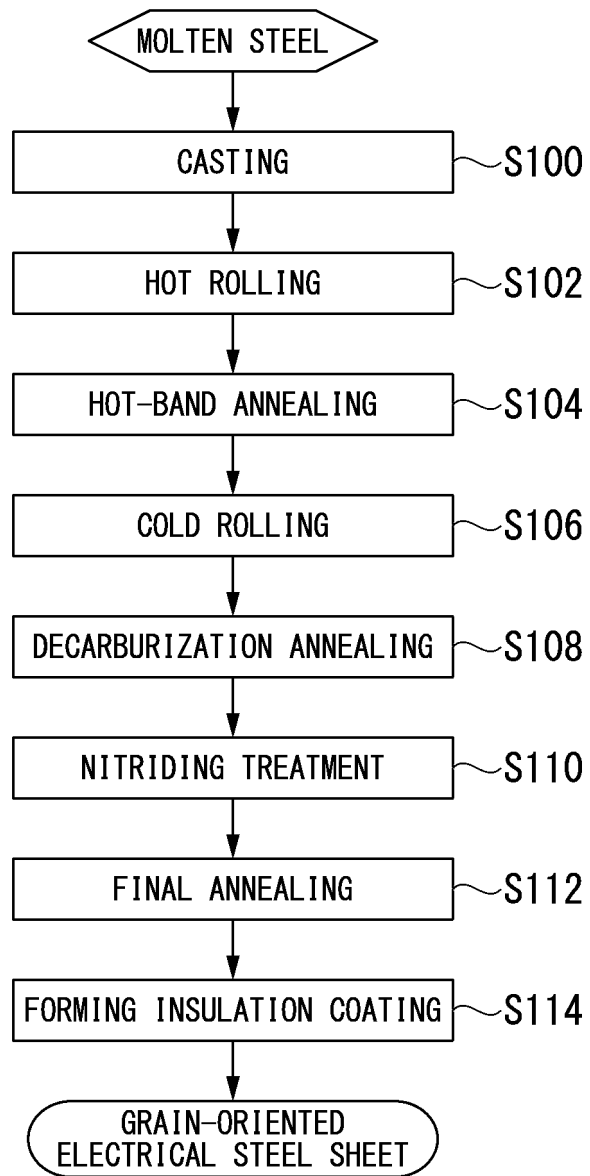 MOLTEN STEEL
CASTING S100
HOT ROLLING S102
HOT-BAND ANNEALING S104
COLD ROLLING S106
DECARBURIZATION ANNEALING S108
NITRIDING TREATMENT S110
FINAL ANNEALING S112
FORMING INSULATION COATING S114
GRAIN-ORIENTED
ELECTRICAL STEEL SHEET